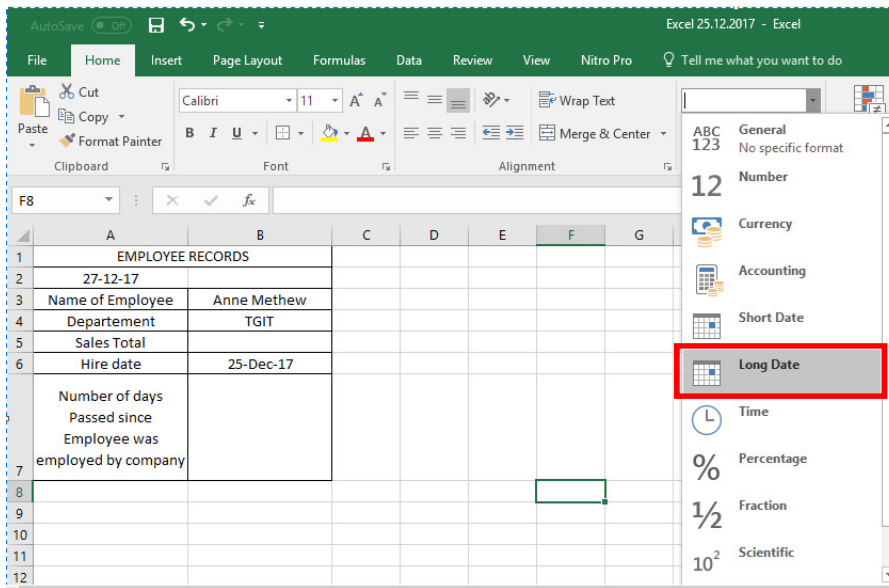 AutoSave Off Excel 25.12.2017 - Excel
File Home Insert Page Layout Formulas Data Review View Nitro Pro Tell me what you want to do
Cut
Copy
Format Painter
Paste
Calibri 11 A A
B I U A
Wrap Text
Merge & Center
Clipboard Font Alignment
F8 fx
A B C D E F G
1 EMPLOYEE RECORDS
2 27-12-17
3 Name of Employee Anne Methew
4 Departement TGIT
5 Sales Total
6 Hire date 25-Dec-17
Number of days
Passed since
Employee was
7 employed by company
8
9
10
11
12
ABC
123
General
No specific format
12 Number
Currency
Accounting
Short Date
Long Date
Time
% Percentage
½ Fraction
10² Scientific